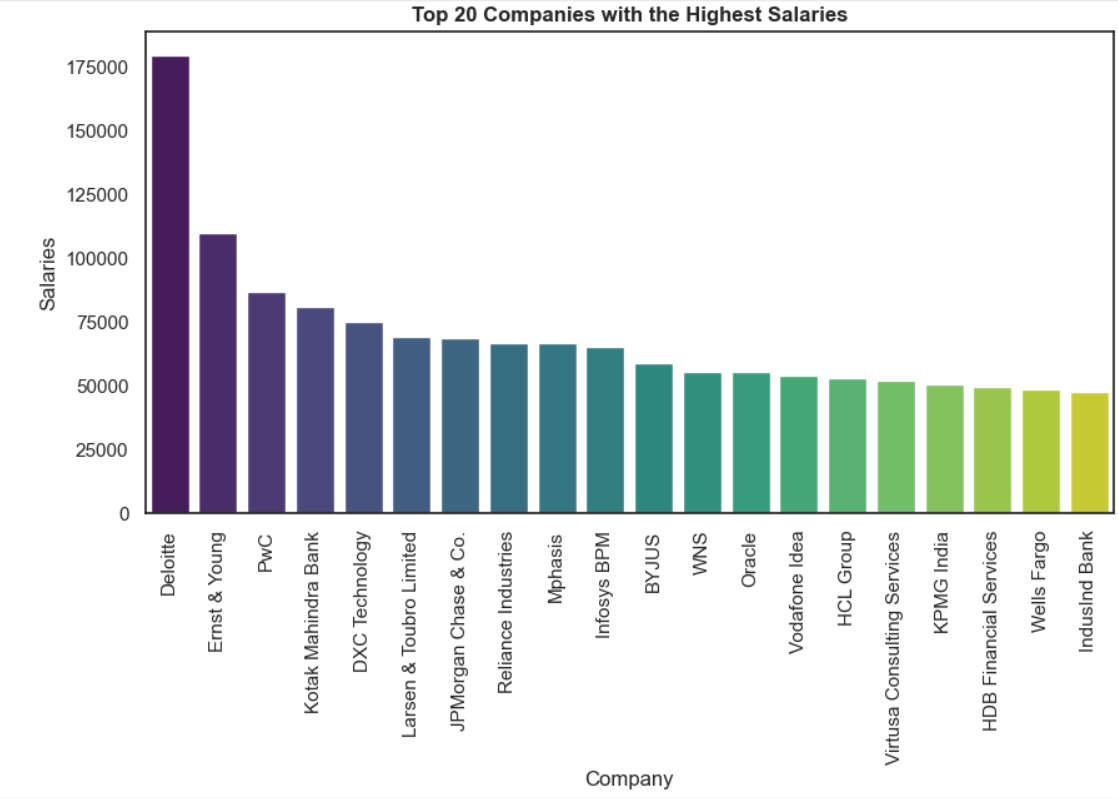 Top 20 Companies with the Highest Salaries
175000
150000
125000
100000
75000
50000
25000
0
Salaries
Deloitte
Ernst & Young
PwC
Kotak Mahindra Bank
DXC Technology
Larsen & Toubro Limited
JPMorgan Chase & Co.
Reliance Industries
Mphasis
Infosys BPM
BYJUS
WNS
Oracle
Vodafone Idea
HCL Group
Virtusa Consulting Services
KPMG India
HDB Financial Services
Wells Fargo
IndusInd Bank
Company